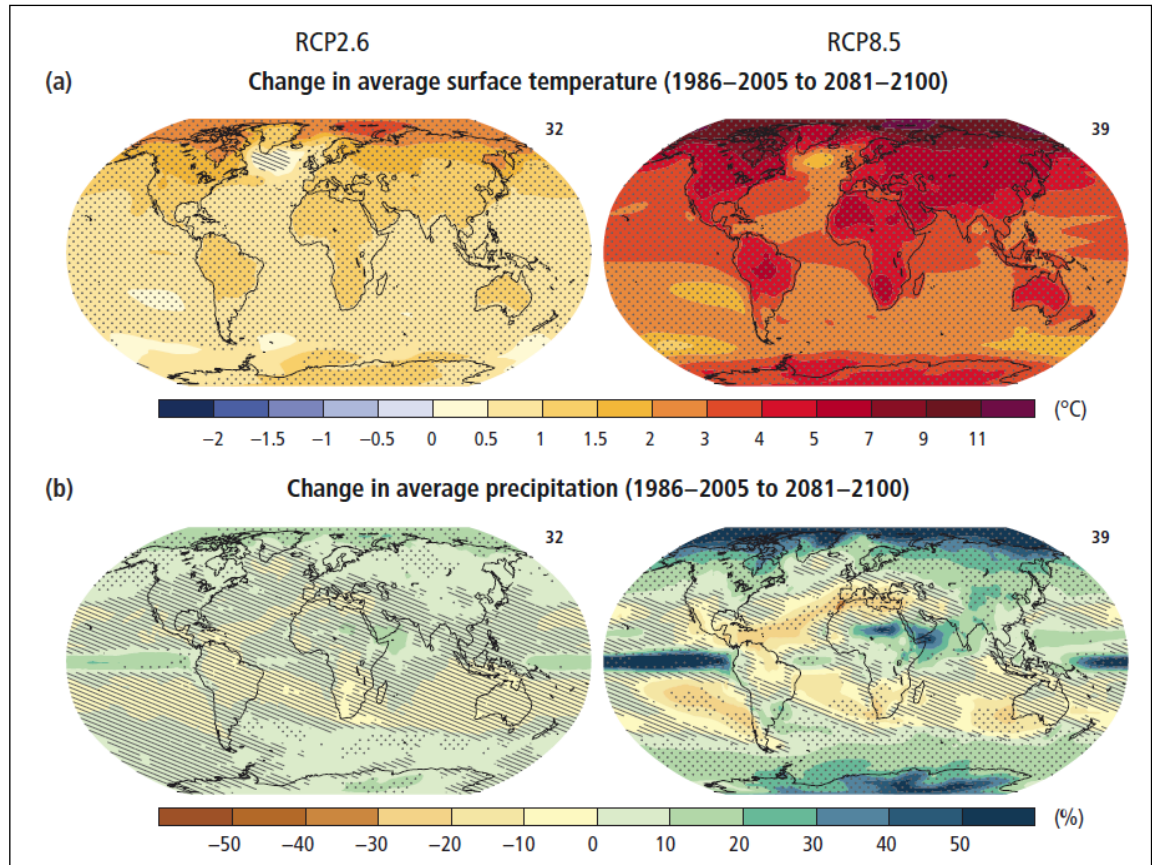 RCP2.6 RCP8.5
(a) Change in average surface temperature (1986–2005 to 2081–2100)
32 39
(°C)
−2 −1.5 −1 −0.5 0 0.5 1 1.5 2 3 4 5 7 9 11
(b) Change in average precipitation (1986–2005 to 2081–2100)
32 39
(%)
−50 −40 −30 −20 −10 0 10 20 30 40 50